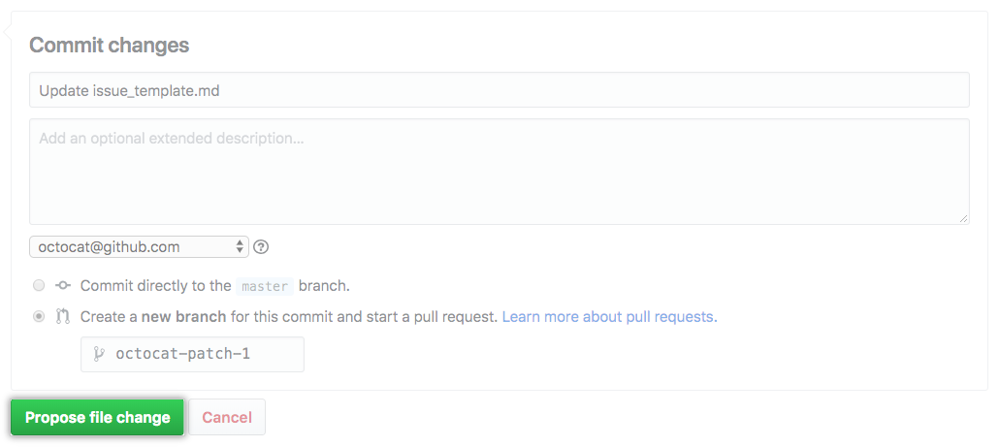 Commit changes
Update issue_template.md
Add an optional extended description...
octocat@github.com
Commit directly to the master branch.
Create a new branch for this commit and start a pull request. Learn more about pull requests.
octocat-patch-1
Propose file change Cancel